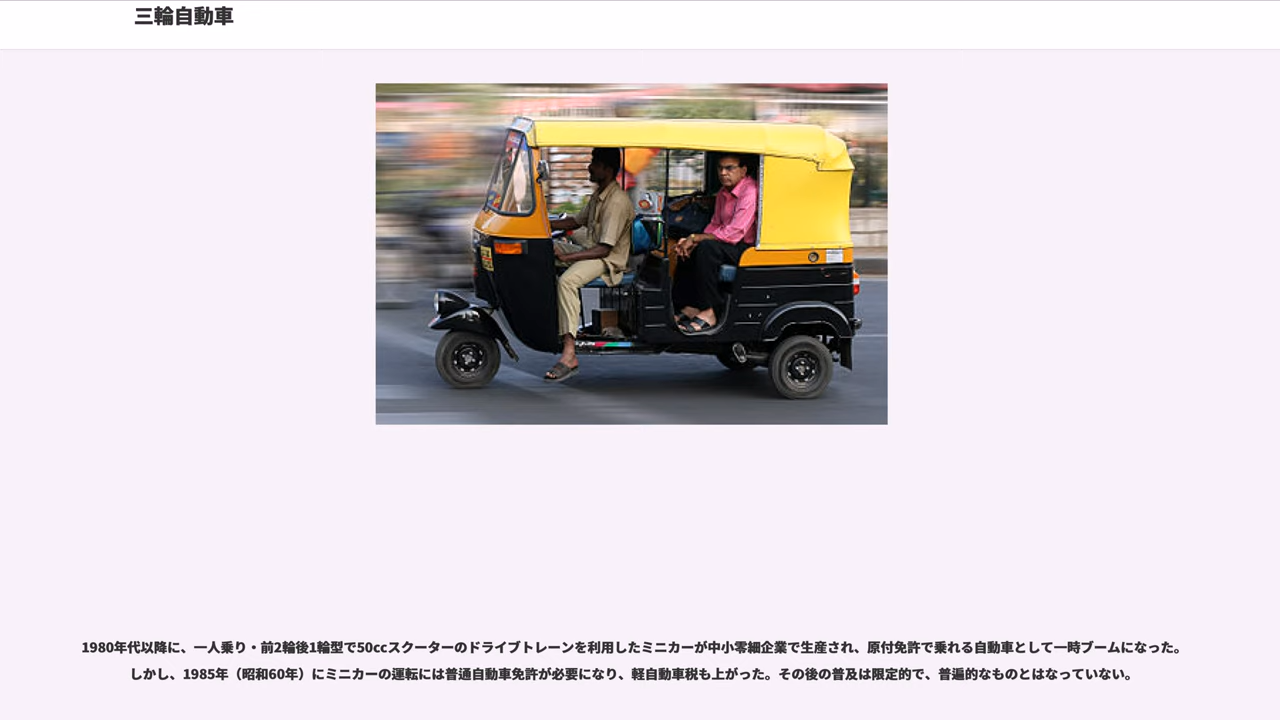 三輪自動車
1980年代以降に、一人乗り・前2輪後1輪型で50ccスクーターのドライブトレーンを利用したミニカーが中小零細企業で生産され、原付免許で乗れる自動車として一時ブームになった。
しかし、1985年（昭和60年）にミニカーの運転には普通自動車免許が必要になり、軽自動車税も上がった。その後の普及は限定的で、普遍的なものとはなっていない。